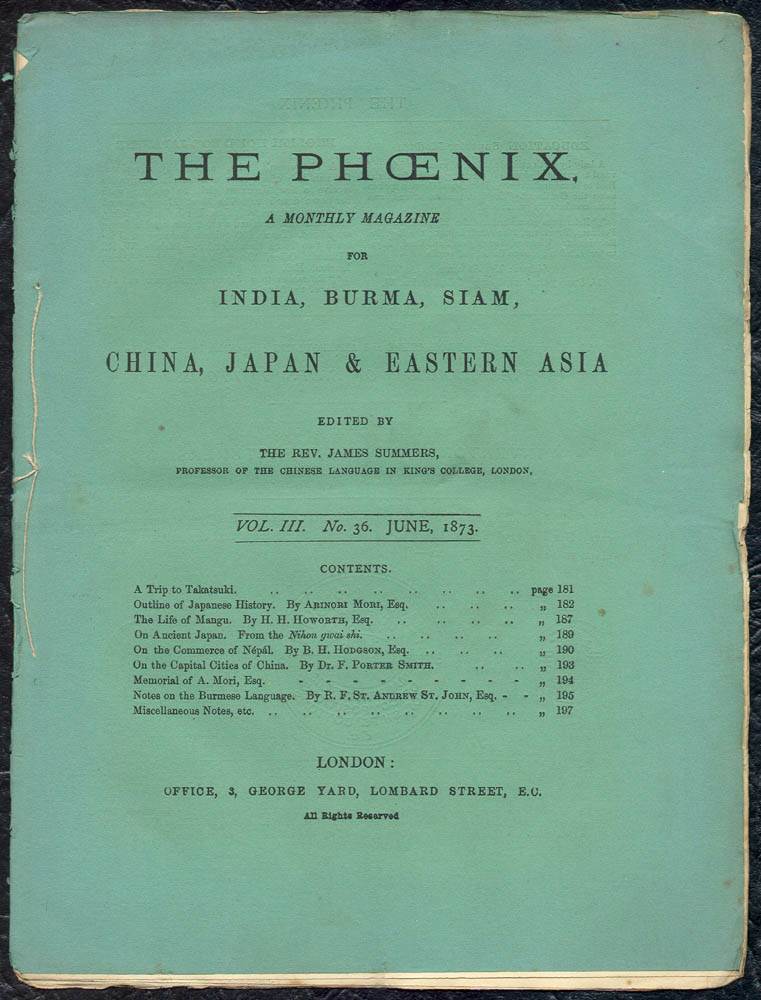 THE PHŒNIX,
A MONTHLY MAGAZINE
FOR
INDIA, BURMA, SIAM,
CHINA, JAPAN & EASTERN ASIA
EDITED BY
THE REV. JAMES SUMMERS,
PROFESSOR OF THE CHINESE LANGUAGE IN KING'S COLLEGE, LONDON,
VOL. III. No. 36. JUNE, 1873.
CONTENTS.
A Trip to Takatsuki. .. .. .. .. .. .. .. .. page 181
Outline of Japanese History. By ARINORI MORI, Esq. .. .. .. „ 182
The Life of Mangu. By H. H. HOWORTH, Esq. .. .. .. .. „ 187
On Ancient Japan. From the Nihon gwai shi. .. .. .. .. „ 189
On the Commerce of Népál. By B. H. HODGSON, Esq. .. .. .. „ 190
On the Capital Cities of China. By Dr. F. PORTER SMITH. .. .. „ 193
Memorial of A. Mori, Esq. - - - - - - - - „ 194
Notes on the Burmese Language. By R. F. ST. ANDREW ST. JOHN, Esq. - - „ 195
Miscellaneous Notes, etc. .. .. .. .. .. .. .. .. „ 197
LONDON:
OFFICE, 3, GEORGE YARD, LOMBARD STREET, E.C.
All Rights Reserved